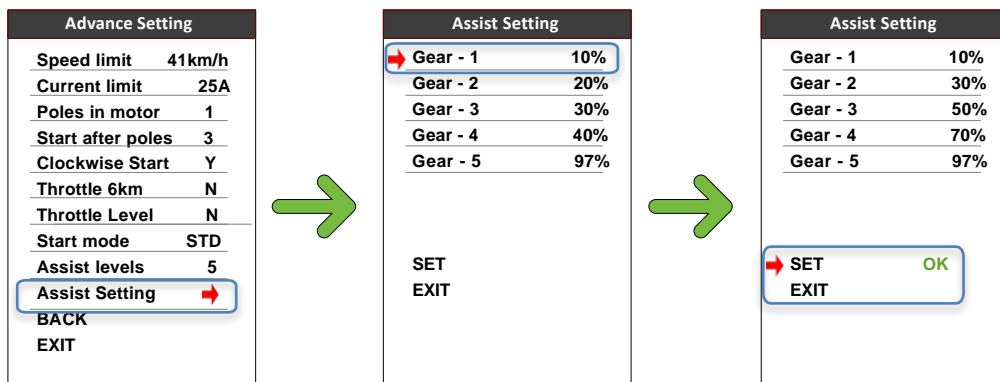 Advance Setting
Speed limit 41km/h
Current limit 25A
Poles in motor 1
Start after poles 3
Clockwise Start Y
Throttle 6km N
Throttle Level N
Start mode STD
Assist levels 5
Assist Setting
BACK
EXIT
Assist Setting
Gear - 1 10%
Gear - 2 20%
Gear - 3 30%
Gear - 4 40%
Gear - 5 97%
SET
EXIT
Assist Setting
Gear - 1 10%
Gear - 2 30%
Gear - 3 50%
Gear - 4 70%
Gear - 5 97%
SET OK
EXIT